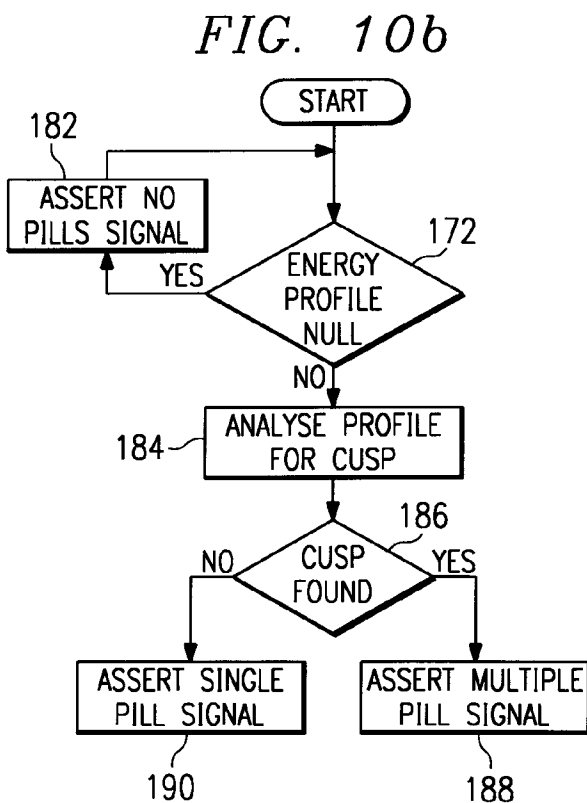 FIG. 10b
START
182
ASSERT NO
PILLS SIGNAL
172
YES
ENERGY
PROFILE
NULL
NO
184
ANALYSE PROFILE
FOR CUSP
186
NO
CUSP
FOUND
YES
ASSERT SINGLE
PILL SIGNAL
190
ASSERT MULTIPLE
PILL SIGNAL
188